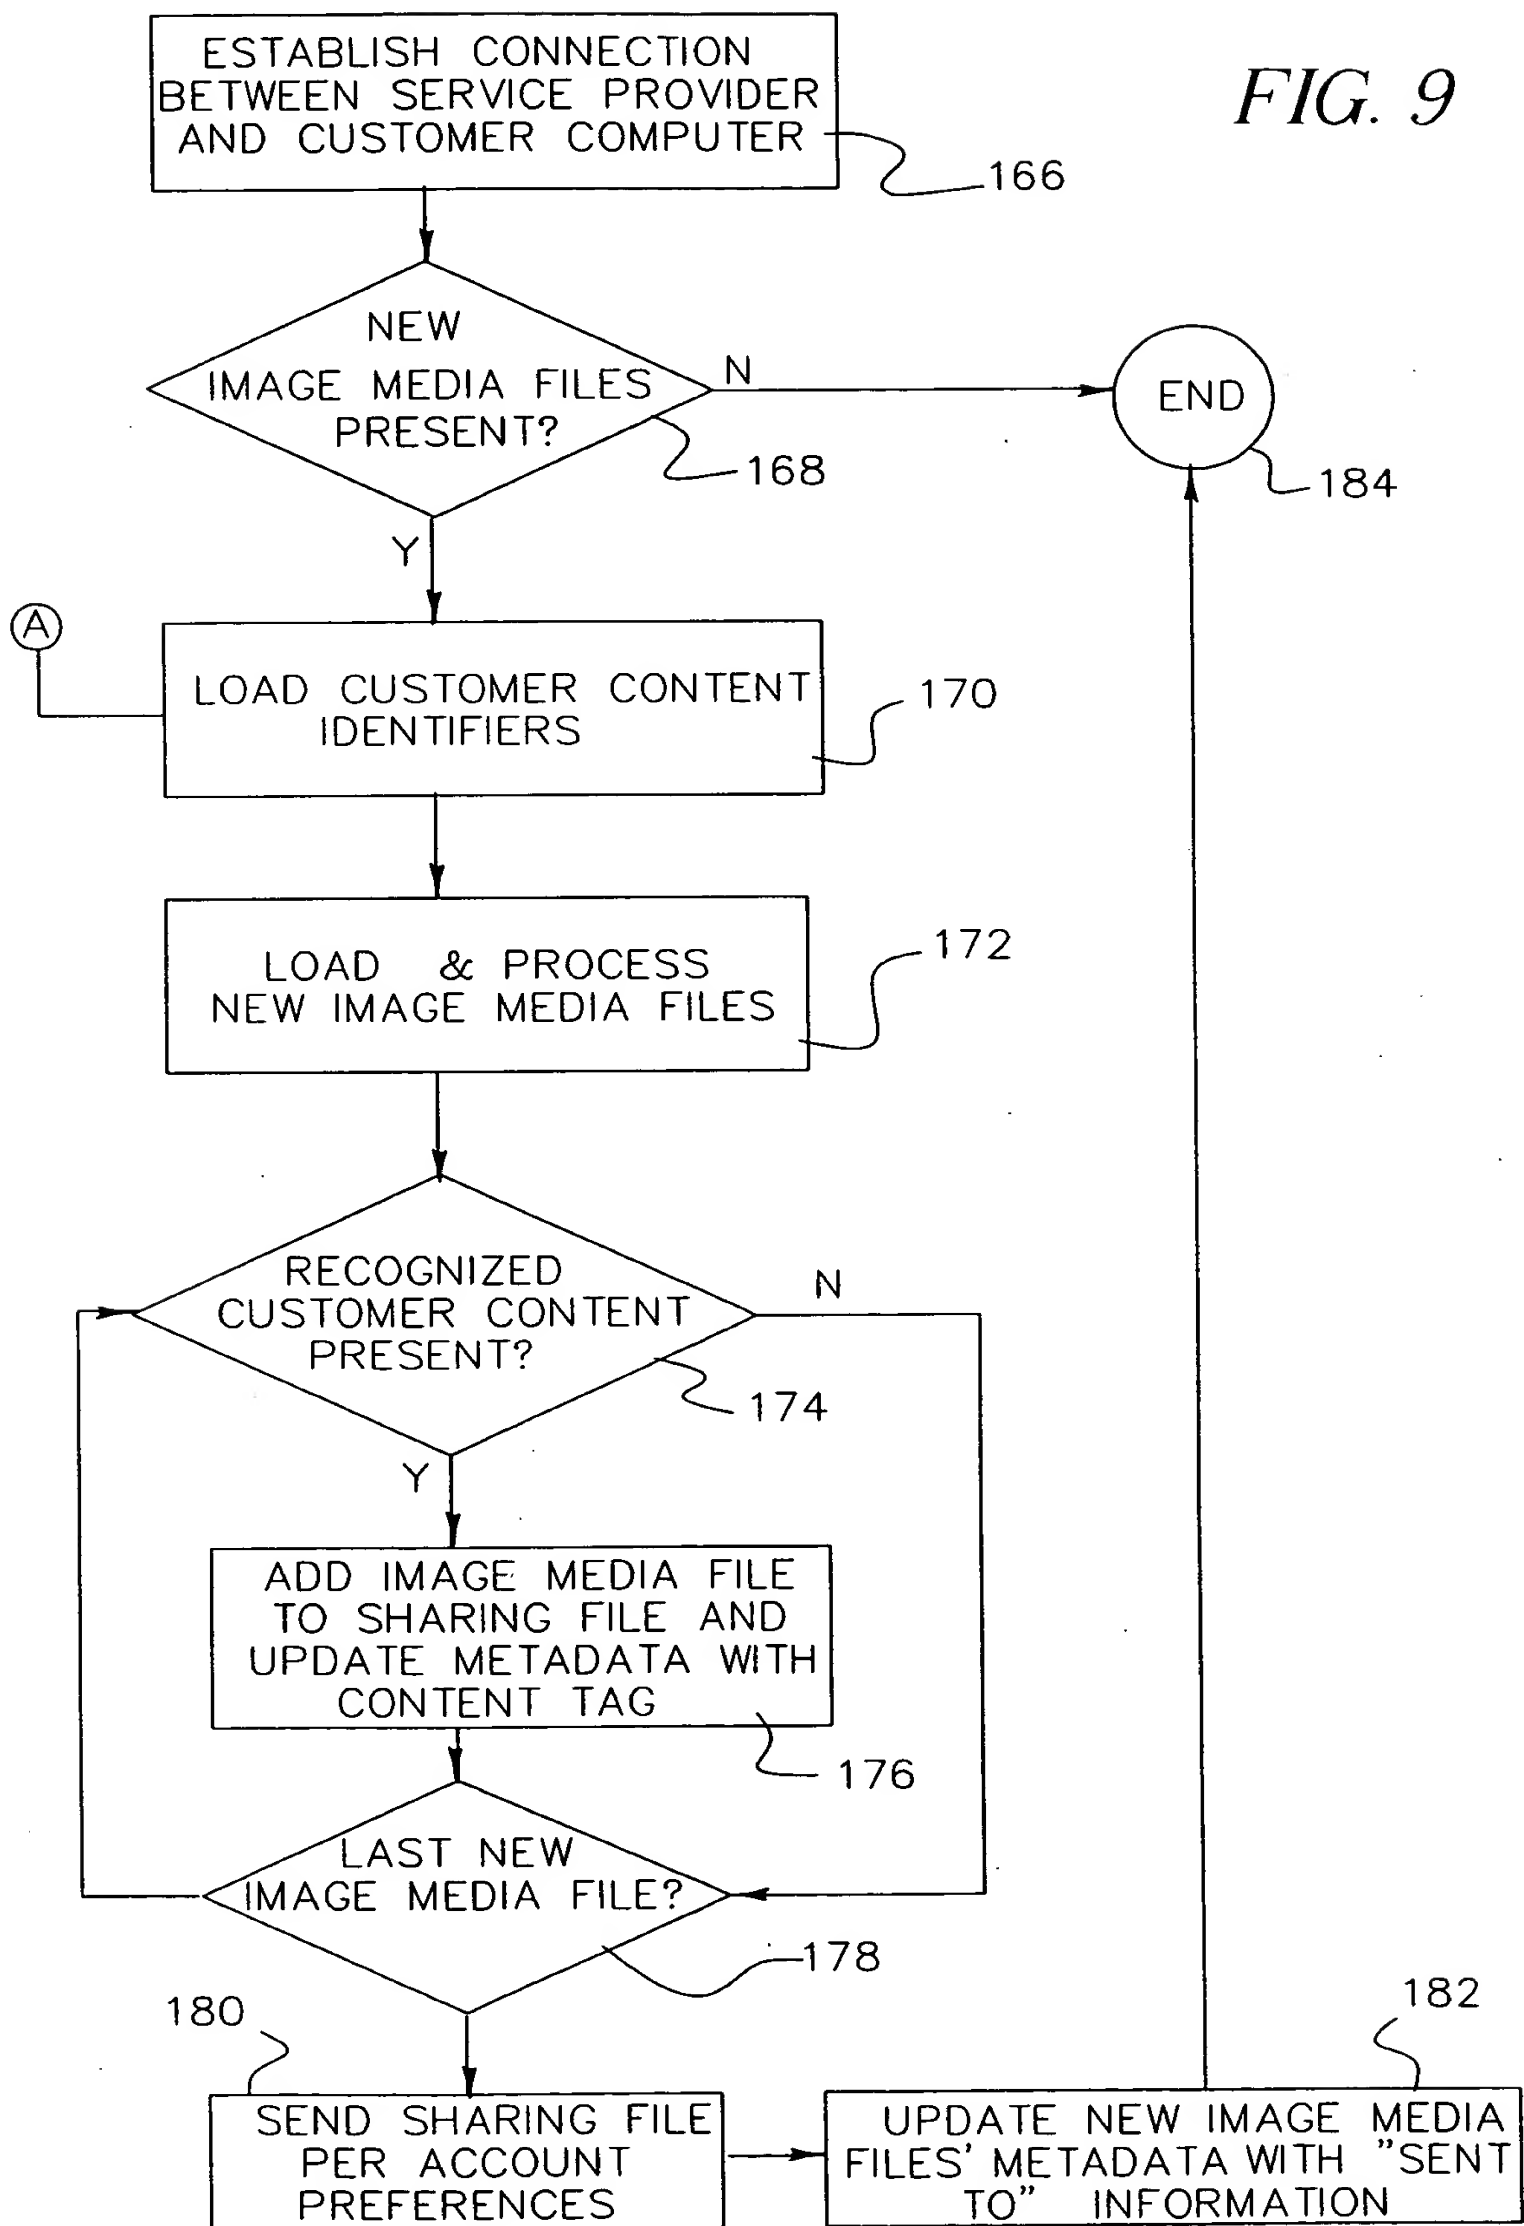 FIG. 9
ESTABLISH CONNECTION
BETWEEN SERVICE PROVIDER
AND CUSTOMER COMPUTER
166
NEW
IMAGE MEDIA FILES
PRESENT?
N
168
END
184
Y
A
LOAD CUSTOMER CONTENT
IDENTIFIERS
170
LOAD & PROCESS
NEW IMAGE MEDIA FILES
172
RECOGNIZED
CUSTOMER CONTENT
PRESENT?
N
174
Y
ADD IMAGE MEDIA FILE
TO SHARING FILE AND
UPDATE METADATA WITH
CONTENT TAG
176
LAST NEW
IMAGE MEDIA FILE?
178
180
SEND SHARING FILE
PER ACCOUNT
PREFERENCES
182
UPDATE NEW IMAGE MEDIA
FILES' METADATA WITH "SENT
TO" INFORMATION